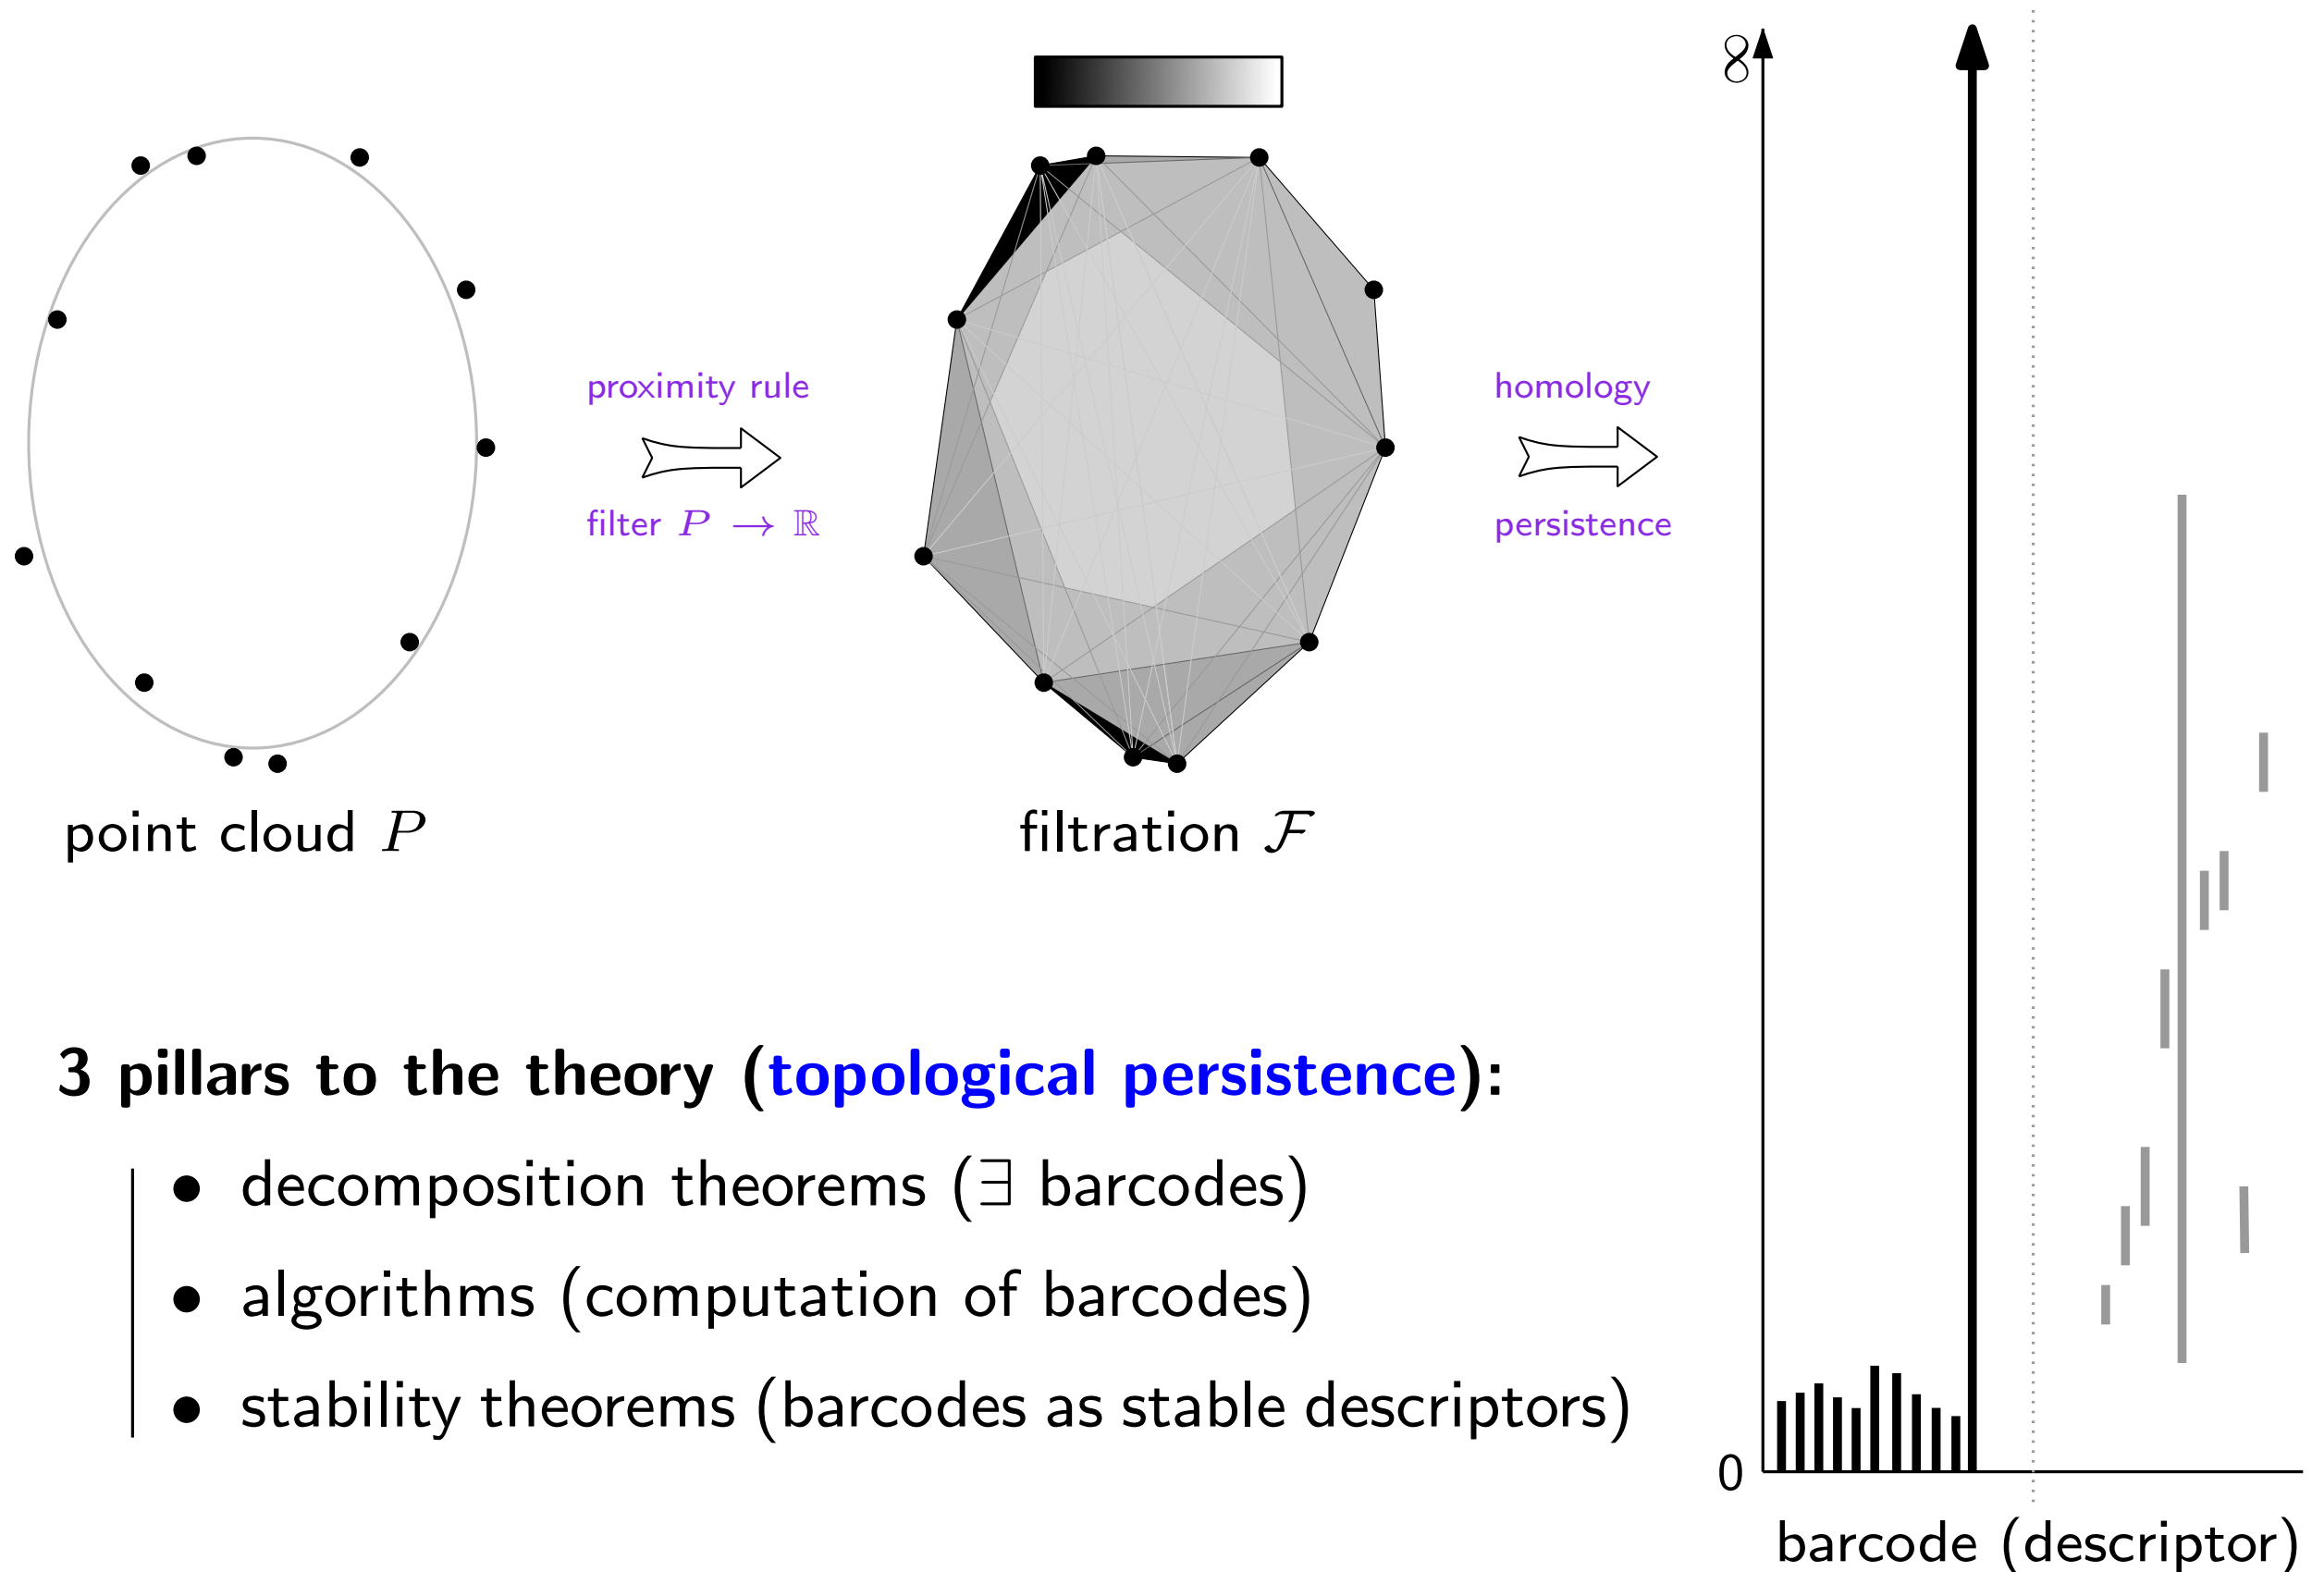 ∞
proximity rule
filter P → ℝ
homology
persistence
point cloud P
filtration ℱ
3 pillars to the theory (topological persistence):
• decomposition theorems (∃ barcodes)
• algorithms (computation of barcodes)
• stability theorems (barcodes as stable descriptors)
0
barcode (descriptor)